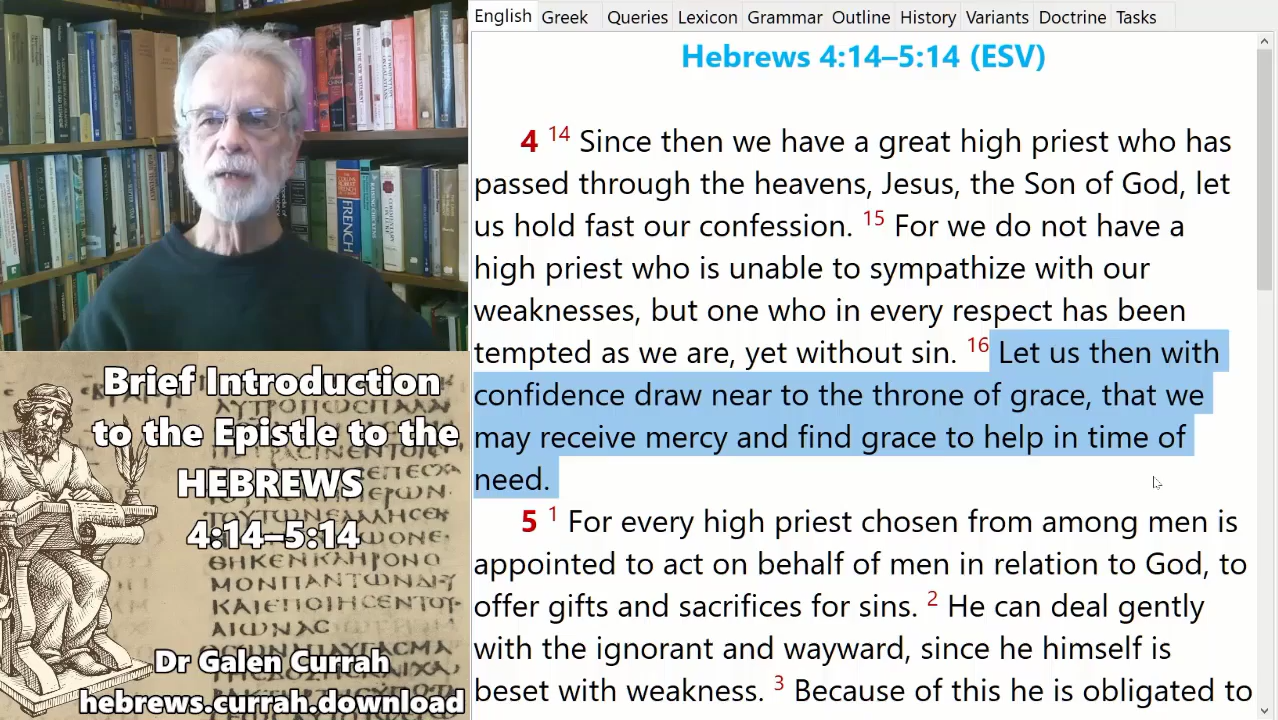 English Greek Queries Lexicon Grammar Outline History Variants Doctrine Tasks
Hebrews 4:14–5:14 (ESV)
4 14 Since then we have a great high priest who has
passed through the heavens, Jesus, the Son of God, let
us hold fast our confession. 15 For we do not have a
high priest who is unable to sympathize with our
weaknesses, but one who in every respect has been
tempted as we are, yet without sin. 16 Let us then with
confidence draw near to the throne of grace, that we
may receive mercy and find grace to help in time of
need.
5 1 For every high priest chosen from among men is
appointed to act on behalf of men in relation to God, to
offer gifts and sacrifices for sins. 2 He can deal gently
with the ignorant and wayward, since he himself is
beset with weakness. 3 Because of this he is obligated to
FRENCH
Brief Introduction
to the Epistle to the
HEBREWS
4:14–5:14
ΘΗΚΕΝΚΛΗΡΟΝΟ
ΜΟΝΠΑΝΤΩΝΔΙ
ΚΑΙΕΠΟΙΗϹΕΝΤΟΥ
ΑΙΩΝΑϹ
Dr Galen Currah
hebrews.currah.download